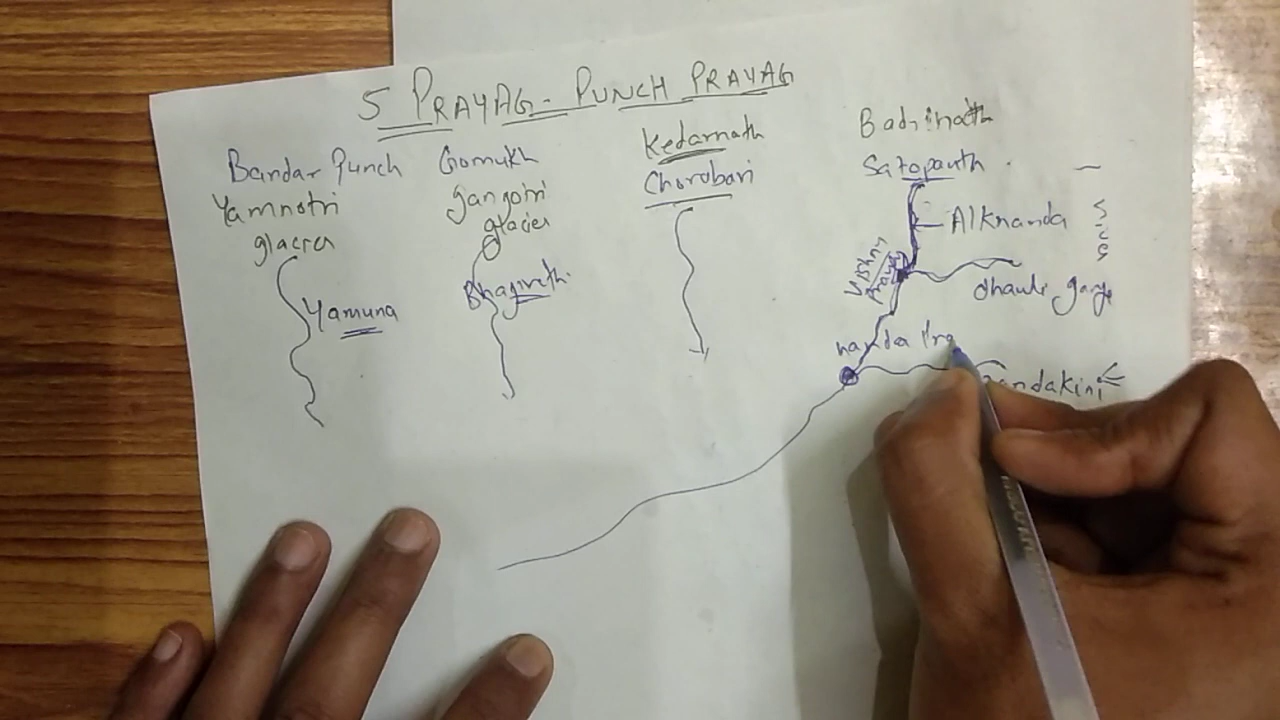 5 PRAYAG - PUNCH PRAYAG
Bandar Punch
Yamnotri
glacier
Yamuna
Gomukh
gangotri
glacier
Bhagirathi
Kedarnath
Chorobari
Badrinath
Satopanth
Alknanda
Vishnu
Prayag
dhauli ganga
nanda Pra
andakini